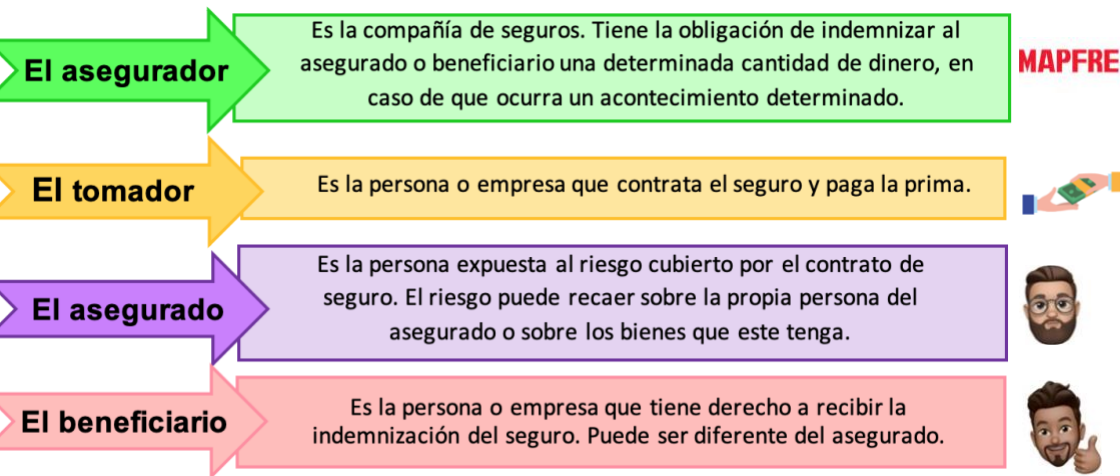 El asegurador
Es la compañía de seguros. Tiene la obligación de indemnizar al
asegurado o beneficiario una determinada cantidad de dinero, en
caso de que ocurra un acontecimiento determinado.
MAPFRE
El tomador
Es la persona o empresa que contrata el seguro y paga la prima.
El asegurado
Es la persona expuesta al riesgo cubierto por el contrato de
seguro. El riesgo puede recaer sobre la propia persona del
asegurado o sobre los bienes que este tenga.
El beneficiario
Es la persona o empresa que tiene derecho a recibir la
indemnización del seguro. Puede ser diferente del asegurado.